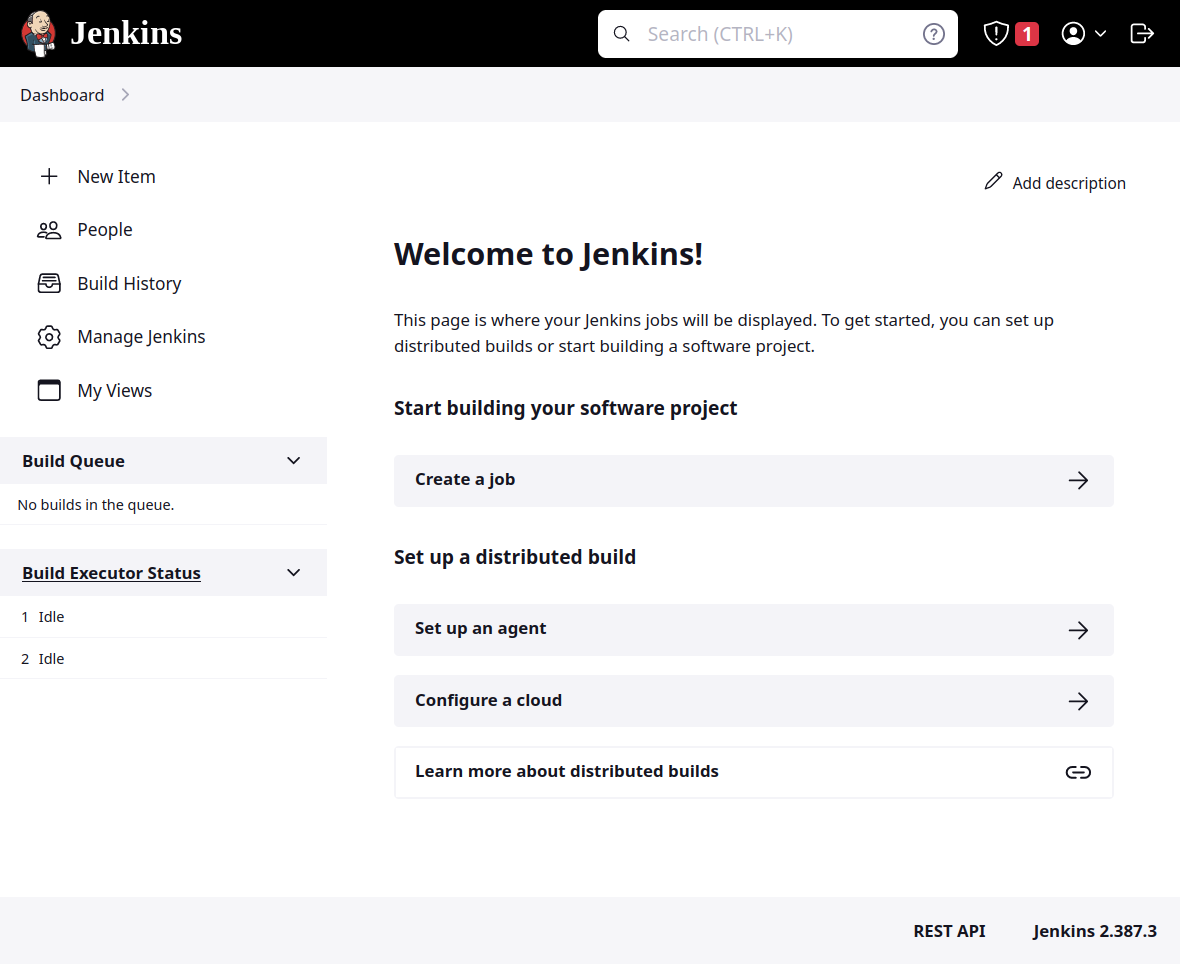 Jenkins
Search (CTRL+K)
?
1
Dashboard
New Item
People
Build History
Manage Jenkins
My Views
Build Queue
No builds in the queue.
Build Executor Status
1 Idle
2 Idle
Add description
Welcome to Jenkins!
This page is where your Jenkins jobs will be displayed. To get started, you can set up
distributed builds or start building a software project.
Start building your software project
Create a job
Set up a distributed build
Set up an agent
Configure a cloud
Learn more about distributed builds
REST API
Jenkins 2.387.3